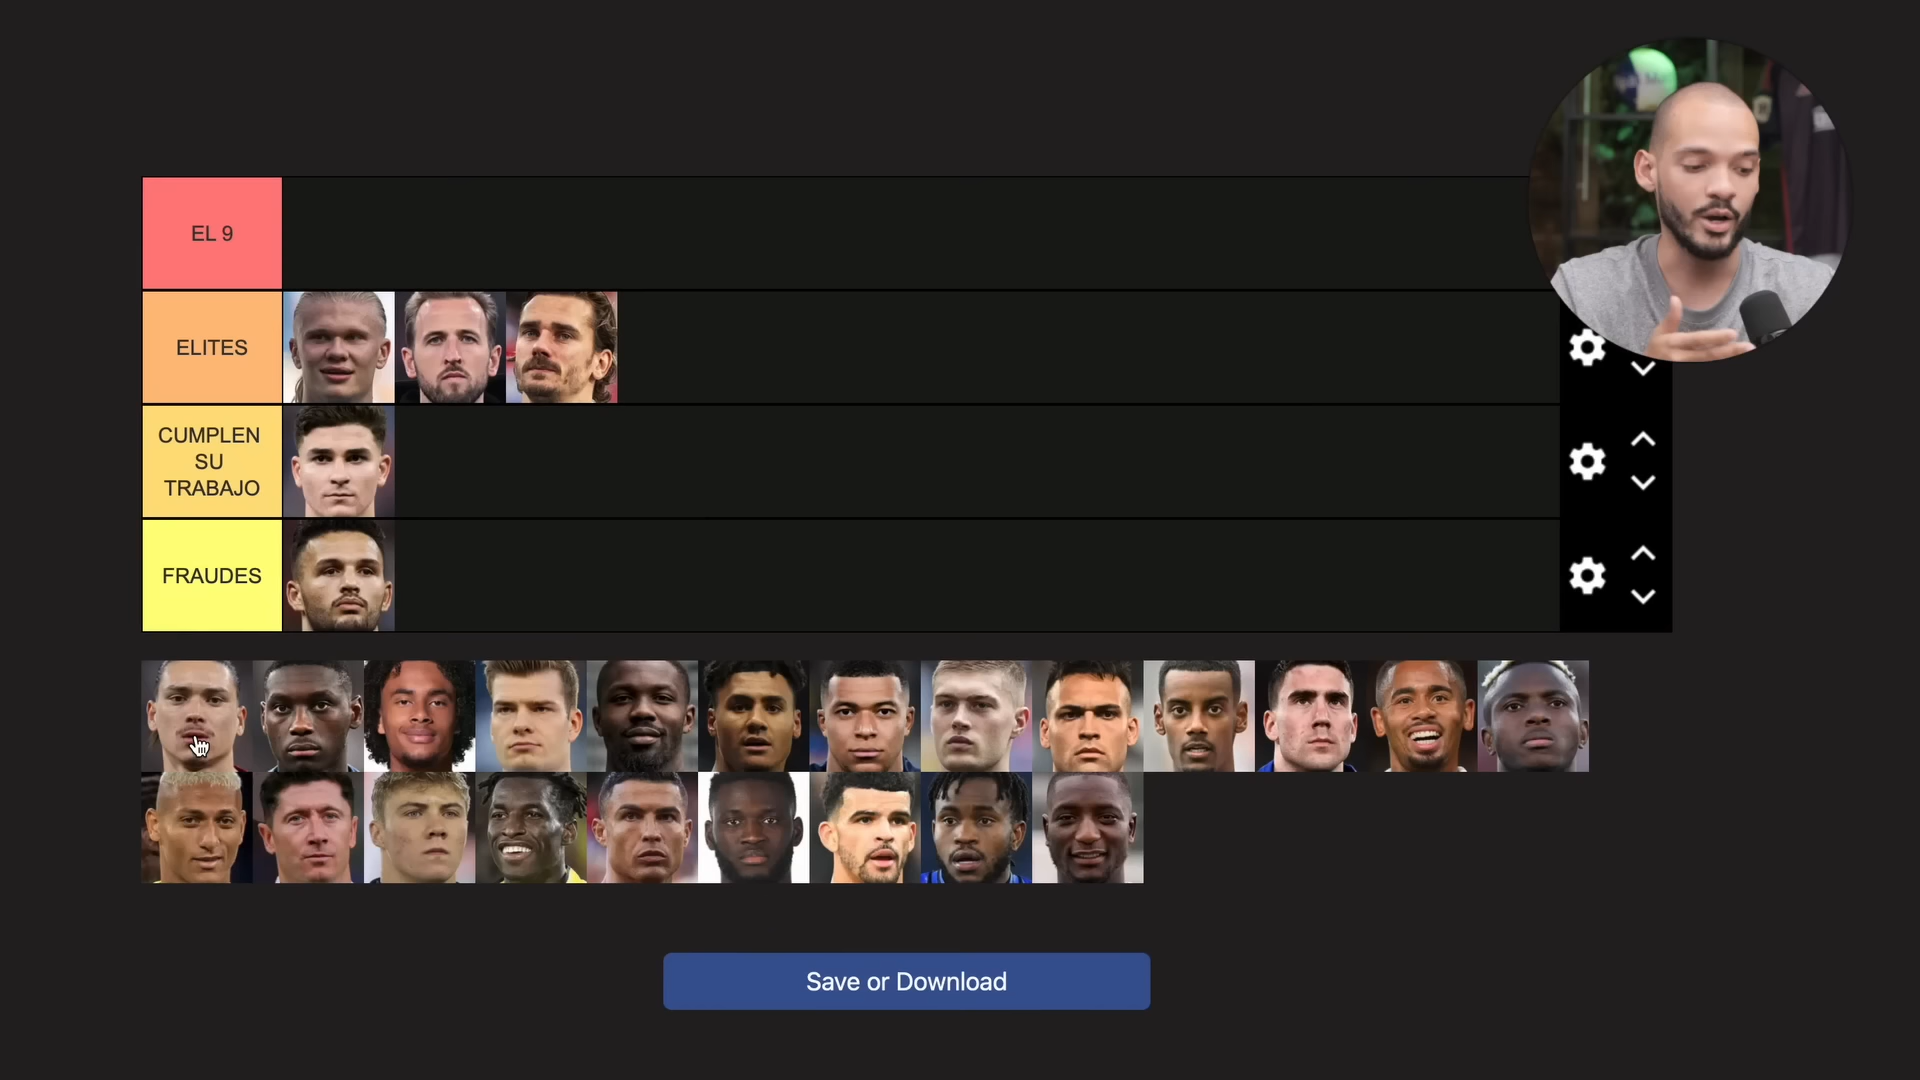 EL 9
ELITES
CUMPLEN
SU
TRABAJO
FRAUDES
Save or Download